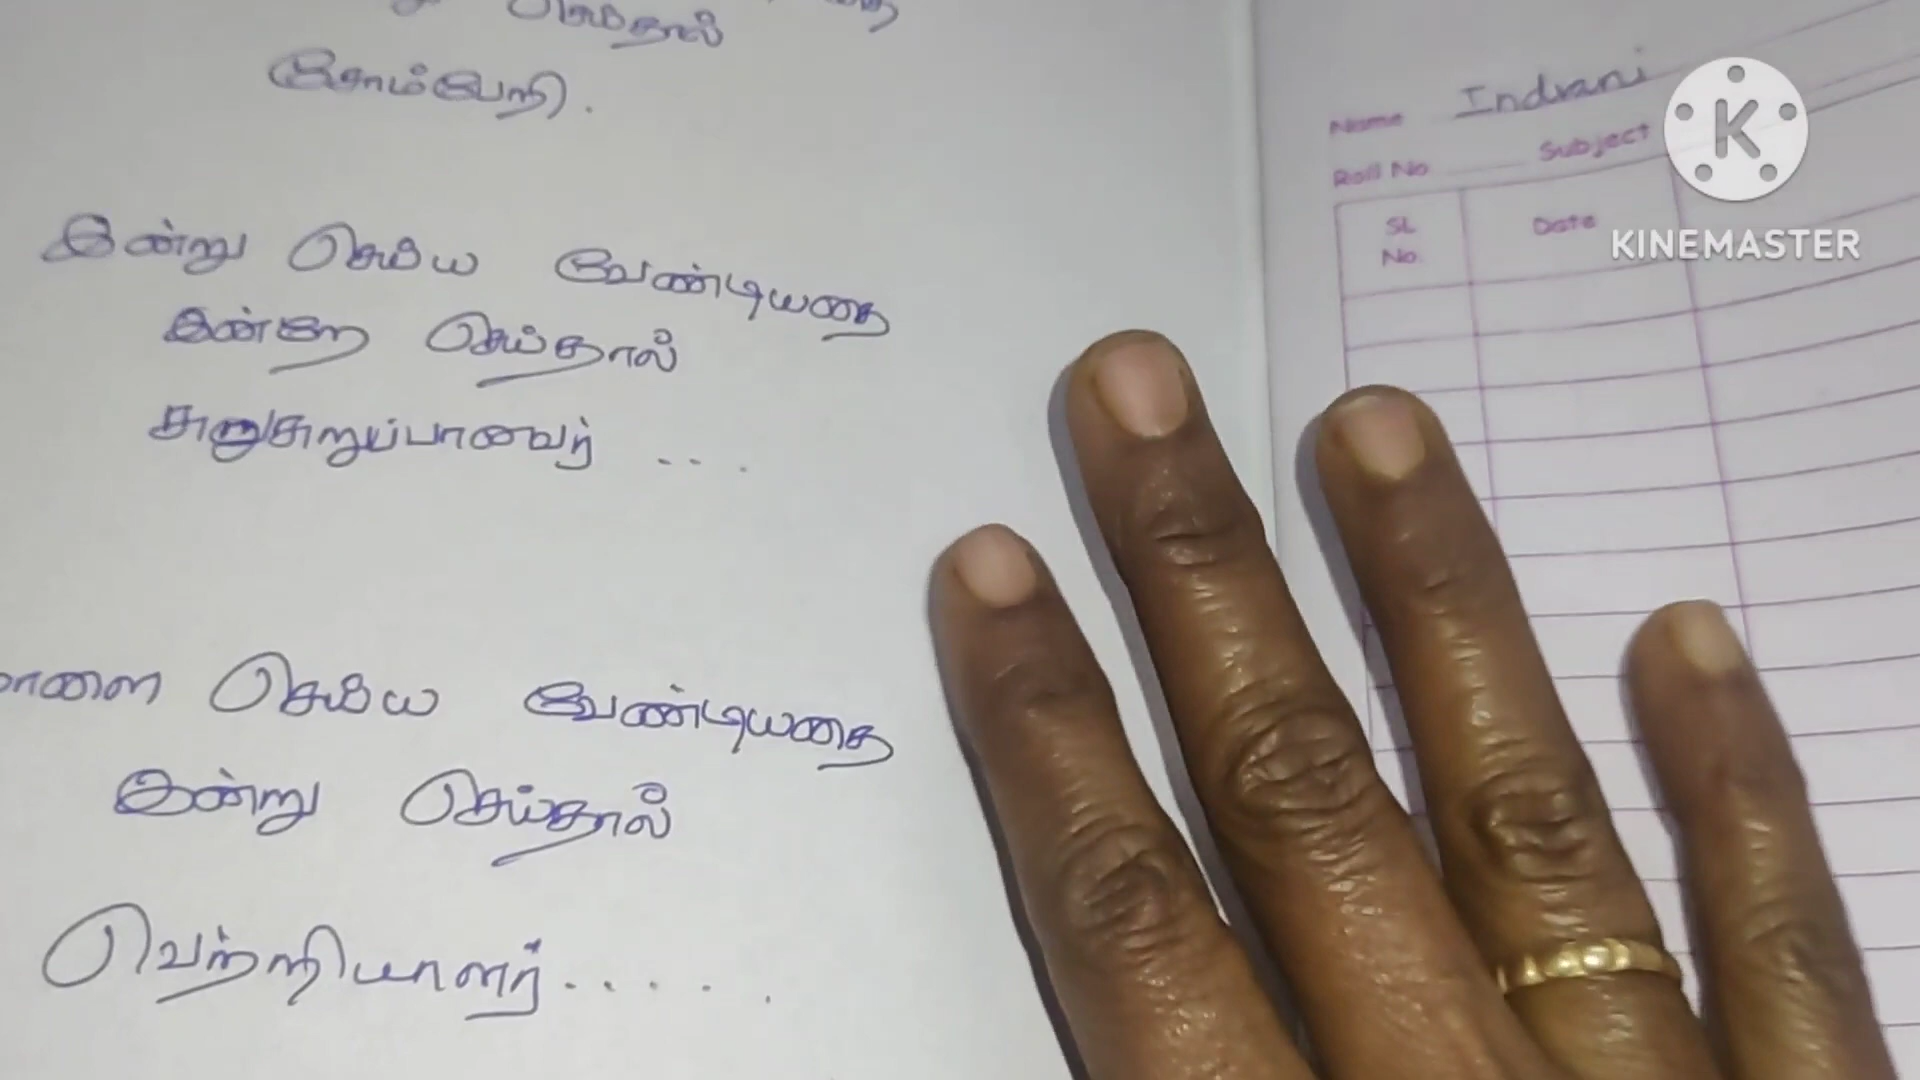 செய்தால்
சோம்பேறி.
இன்று செய்ய வேண்டியதை
இன்றே செய்தால்
சுறுசுறுப்பானவர் ...
நாளை செய்ய வேண்டியதை
இன்று செய்தால்
வெற்றியாளர்.....
Name Indrani
Roll No Subject
SL No. Date
KINEMASTER